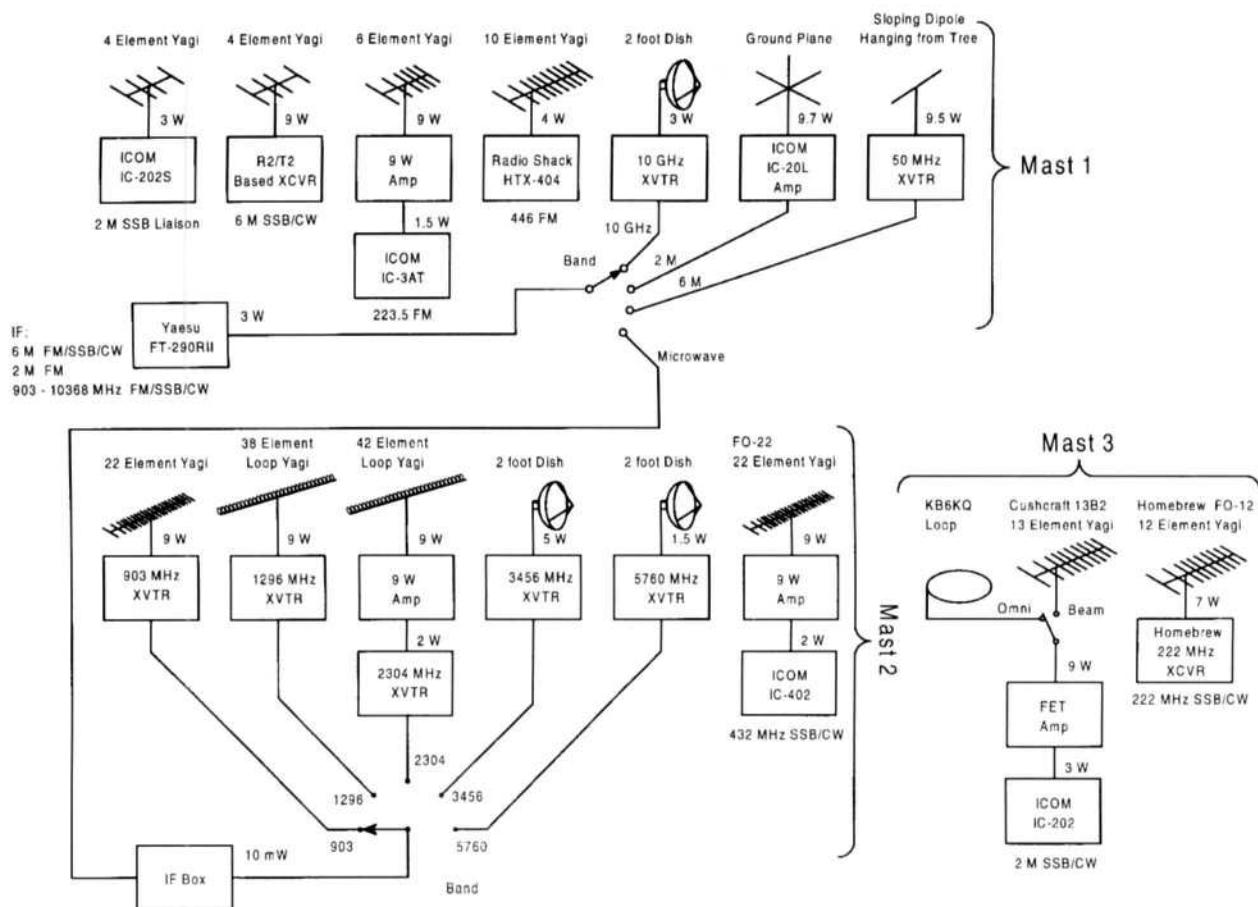 Sloping Dipole
4 Element Yagi
4 Element Yagi
6 Element Yagi
10 Element Yagi
2 foot Dish
Ground Plane
Hanging from Tree
3 W
9 W
9 W
4 W
3 W
9.7 W
9.5 W
ICOM
IC-202S
R2/T2
Based XCVR
9 W
Amp
Radio Shack
HTX-404
10 GHz
XVTR
ICOM
IC-20L
Amp
50 MHz
XVTR
Mast 1
2 M SSB Liaison
6 M SSB/CW
1.5 W
446 FM
10 GHz
ICOM
IC-3AT
Band
2 M
6 M
223.5 FM
Yaesu
FT-290RII
3 W
IF:
6 M FM/SSB/CW
2 M FM
903 - 10368 MHz FM/SSB/CW
Microwave
22 Element Yagi
38 Element
Loop Yagi
42 Element
Loop Yagi
2 foot Dish
2 foot Dish
FO-22
22 Element Yagi
9 W
9 W
9 W
5 W
1.5 W
9 W
903 MHz
XVTR
1296 MHz
XVTR
9 W
Amp
3456 MHz
XVTR
5760 MHz
XVTR
9 W
Amp
2 W
2 W
2304 MHz
XVTR
ICOM
IC-402
432 MHz SSB/CW
Mast 2
2304
1296
3456
903
5760
10 mW
IF Box
Band
Mast 3
KB6KQ
Loop
Cushcraft 13B2
13 Element Yagi
Homebrew FO-12
12 Element Yagi
Omni
Beam
7 W
Homebrew
222 MHz
XCVR
9 W
222 MHz SSB/CW
FET
Amp
3 W
ICOM
IC-202
2 M SSB/CW